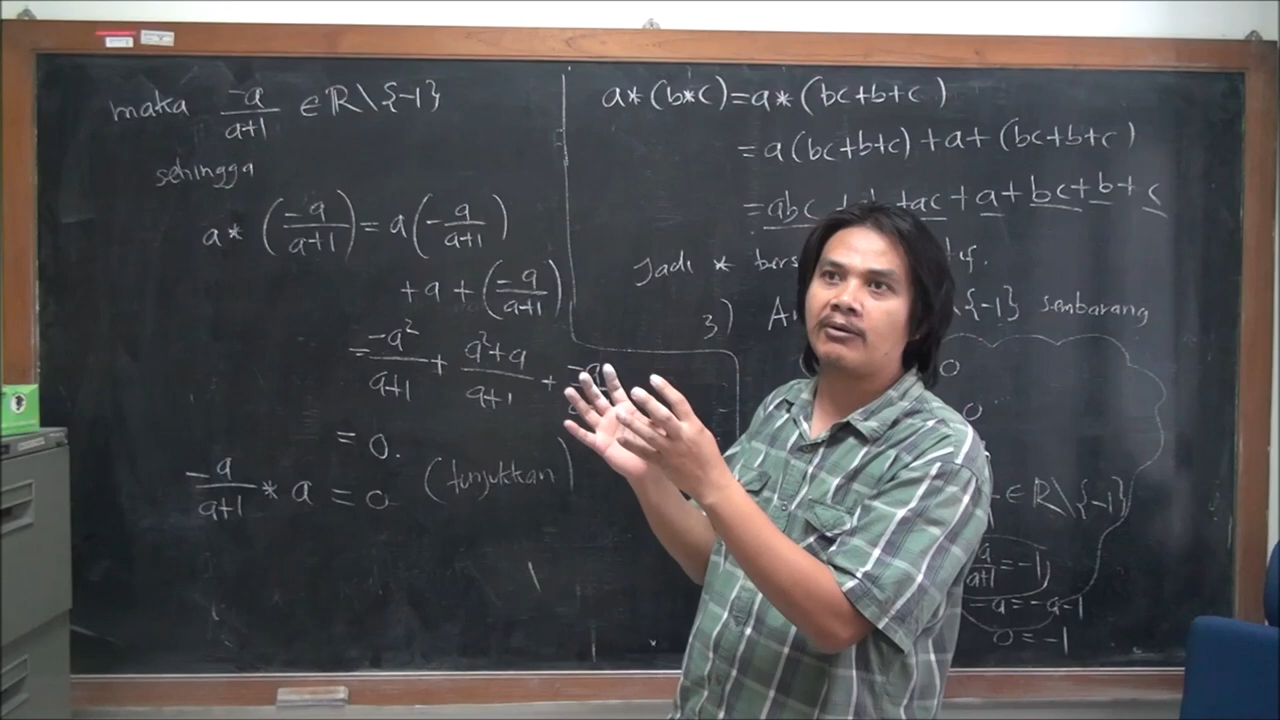 maka -a/a+1 ∈ ℝ\{-1}
sehingga
a * (-a/a+1) = a(-a/a+1)
+ a + (-a/a+1)
= -a²/a+1 + a²+a/a+1 +
= 0.
-a/a+1 * a = 0 (tunjukkan)
a*(b*c)=a*(bc+b+c)
=a(bc+b+c)+a+(bc+b+c)
=abc +ac+a+bc+b+c
Jadi *
3) \{-1} sembarang
0
0
∈ ℝ\{-1}
a/a+1 = -1
-a=-a-1
0=-1